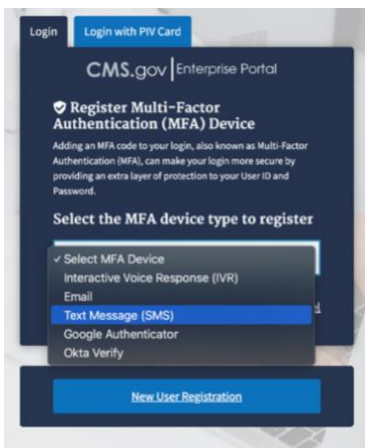 Login
Login with PIV Card
CMS.gov Enterprise Portal
Register Multi-Factor
Authentication (MFA) Device
Adding an MFA code to your login, also known as Multi-Factor
Authentication (MFA), can make your login more secure by
providing an extra layer of protection to your User ID and
Password.
Select the MFA device type to register
Select MFA Device
Interactive Voice Response (IVR)
Email
Text Message (SMS)
Google Authenticator
Okta Verify
New User Registration